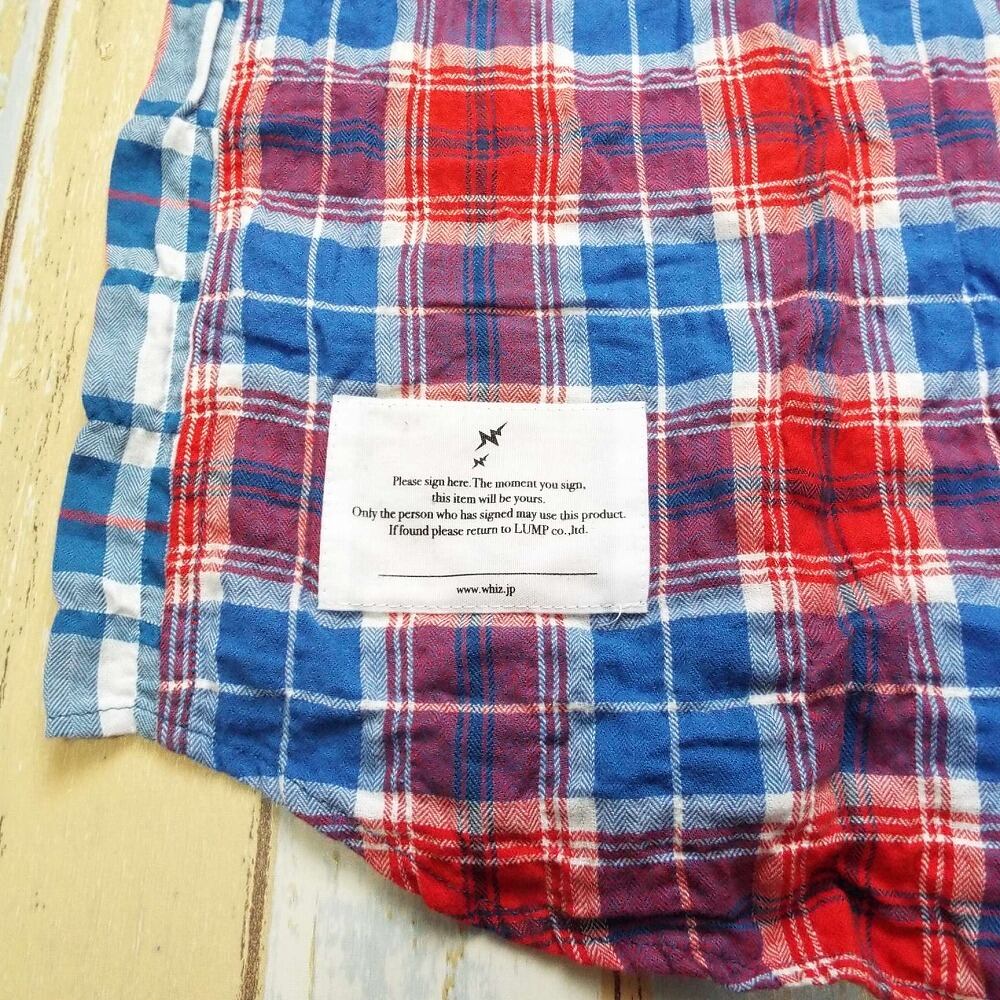 Please sign here. The moment you sign,
this item will be yours.
Only the person who has signed may use this product.
If found please return to LUMP co.,ltd.
www.whiz.jp